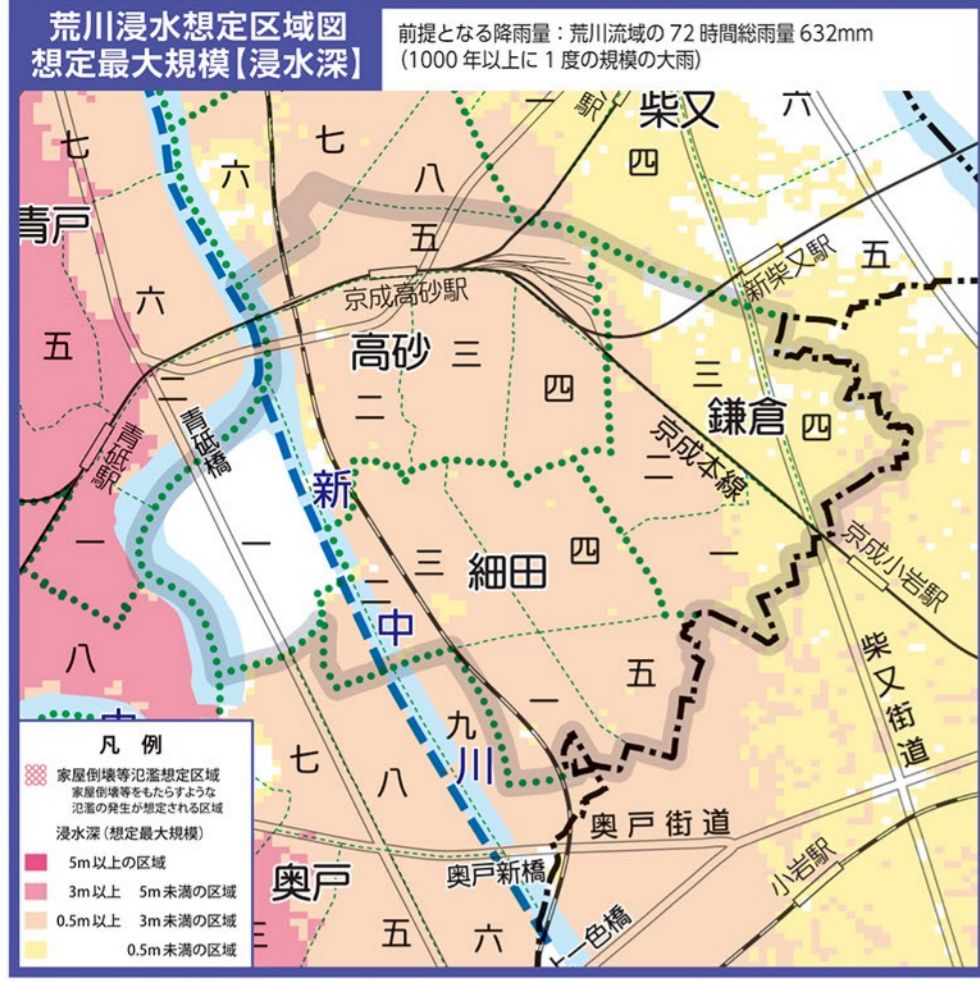 荒川浸水想定区域図
想定最大規模【浸水深】
前提となる降雨量：荒川流域の72時間総雨量632mm
（1000年以上に1度の規模の大雨）
七
六
七
八
一
駅
柴又
四
六
青戸
五
京成高砂駅
新柴又駅
五
六
五
二
青砥橋
青砥駅
高砂
三
二
四
三
鎌倉
四
京成本線
二
新
一
一
三
細田
四
一
京成小岩駅
二
中
八
五
柴又街道
一
九
川
七
八
奥戸街道
奥戸新橋
奥戸
小岩駅
五
六
上一色橋
凡例
家屋倒壊等氾濫想定区域
家屋倒壊等をもたらすような
氾濫の発生が想定される区域
浸水深（想定最大規模）
5m以上の区域
3m以上 5m未満の区域
0.5m以上 3m未満の区域
0.5m未満の区域